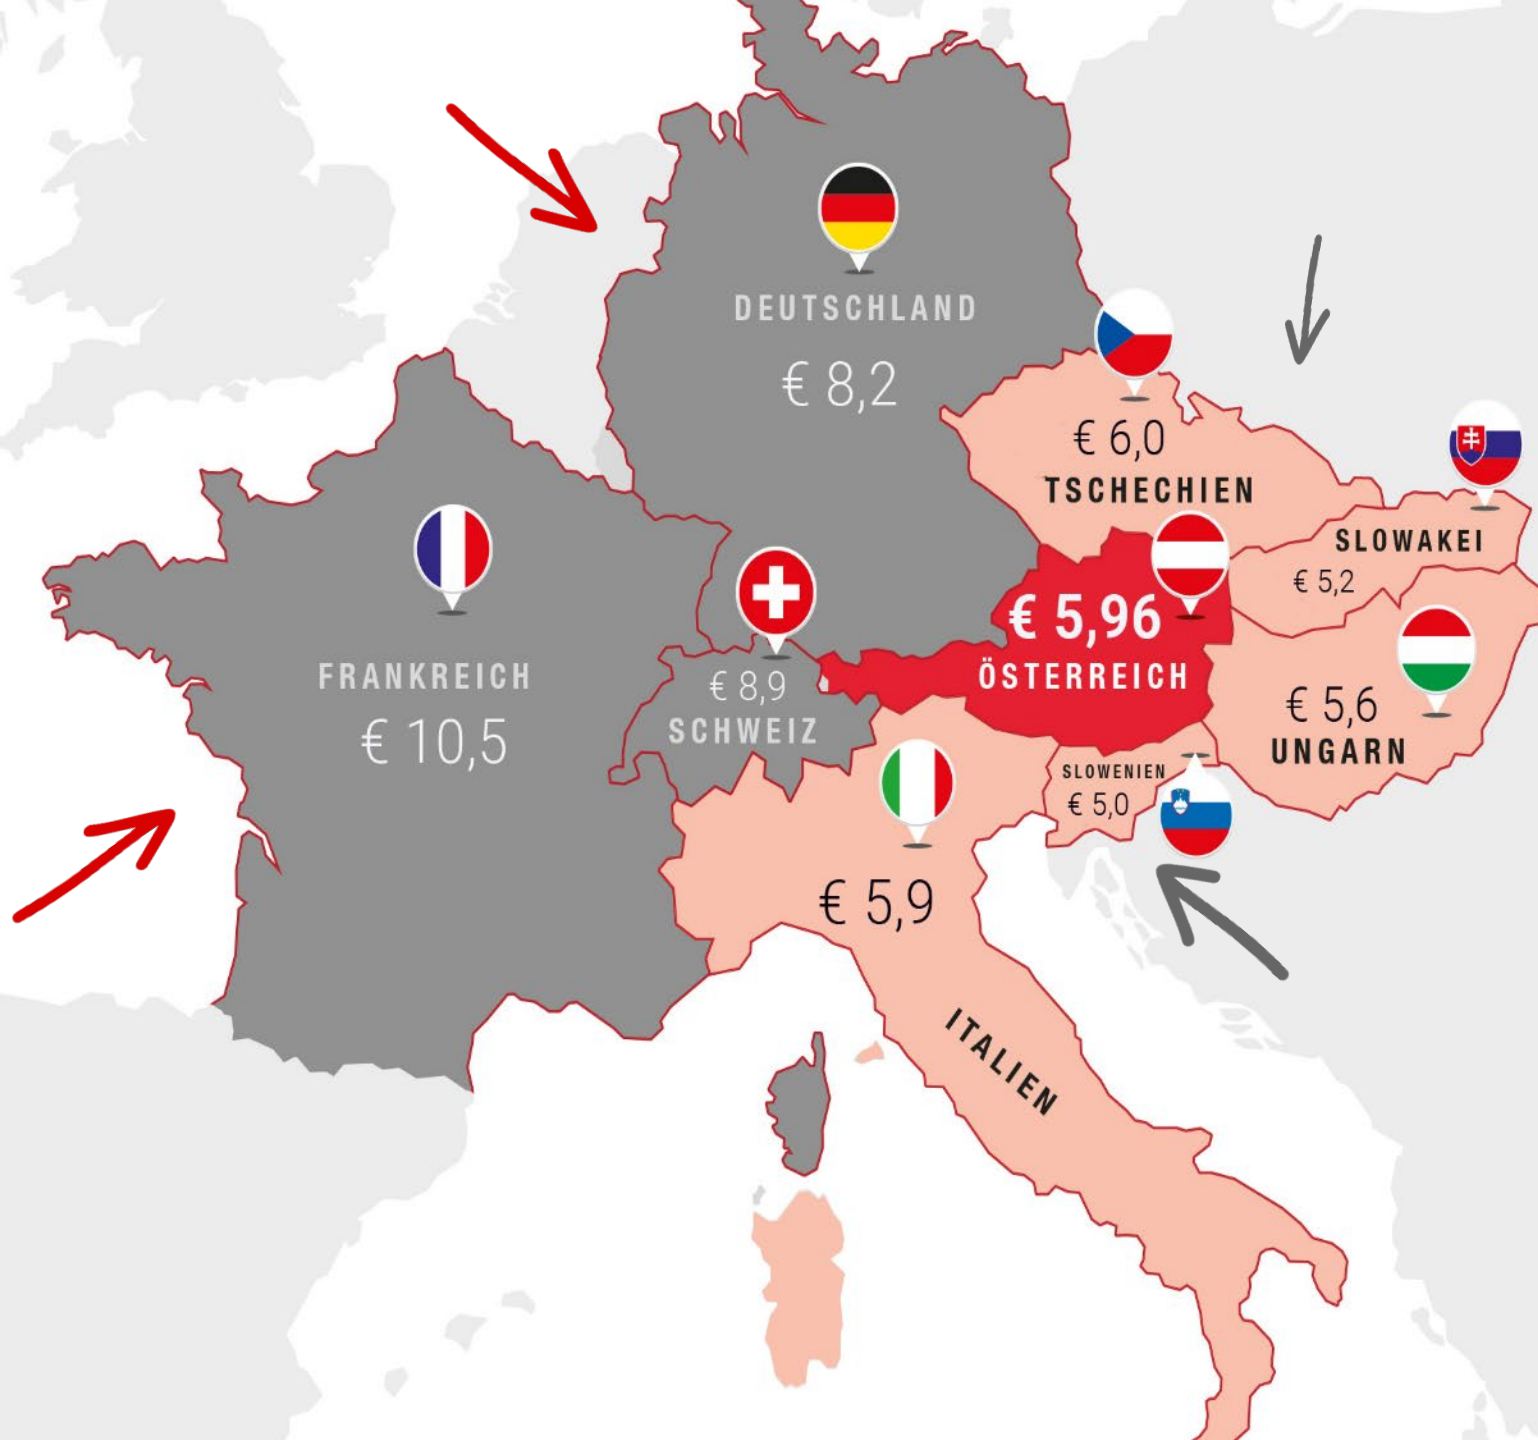 DEUTSCHLAND
€ 8,2
€ 6,0
TSCHECHIEN
SLOWAKEI
€ 5,2
€ 5,96
ÖSTERREICH
FRANKREICH
€ 10,5
€ 8,9
SCHWEIZ
€ 5,6
UNGARN
SLOWENIEN
€ 5,0
€ 5,9
ITALIEN